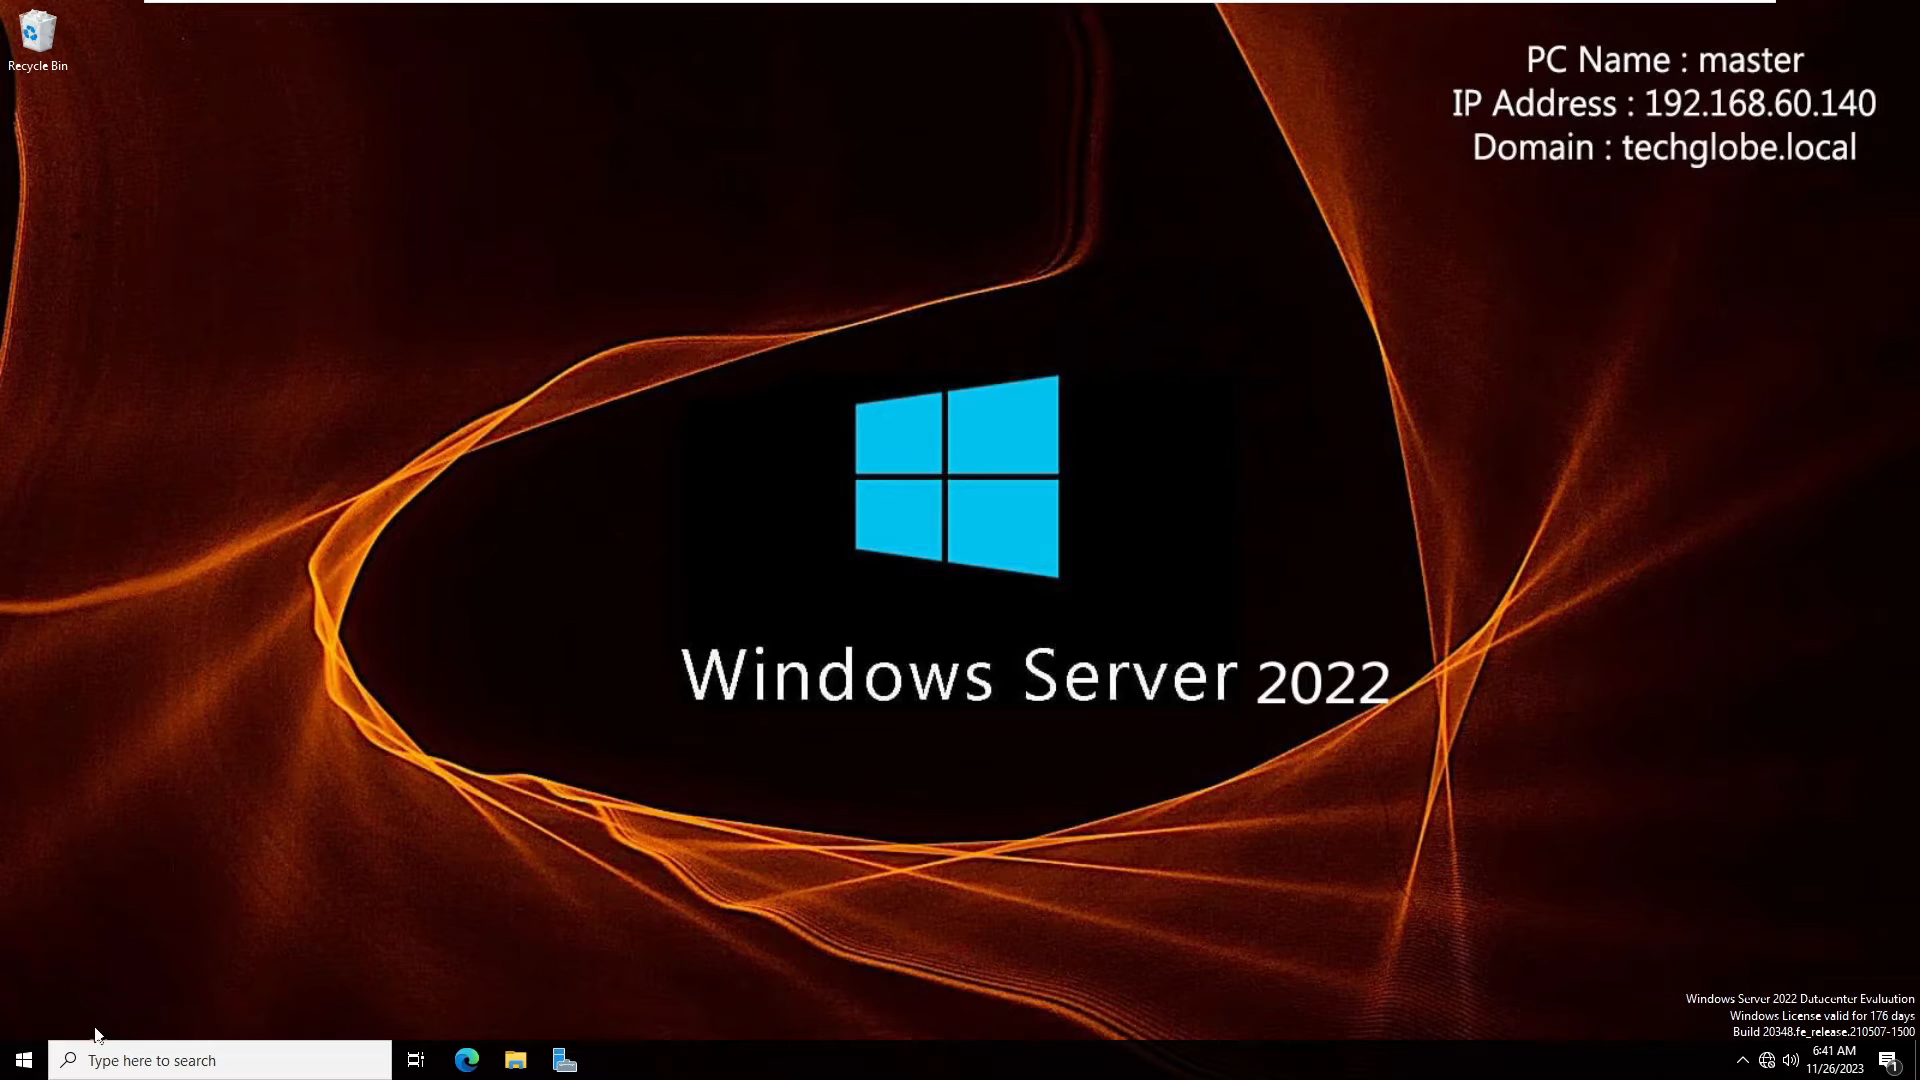 Recycle Bin
PC Name : master
IP Address : 192.168.60.140
Domain : techglobe.local
Windows Server 2022
Windows Server 2022 Datacenter Evaluation
Windows License valid for 176 days
Build 20348.fe_release.210507-1500
Type here to search
6:41 AM
11/26/2023
1